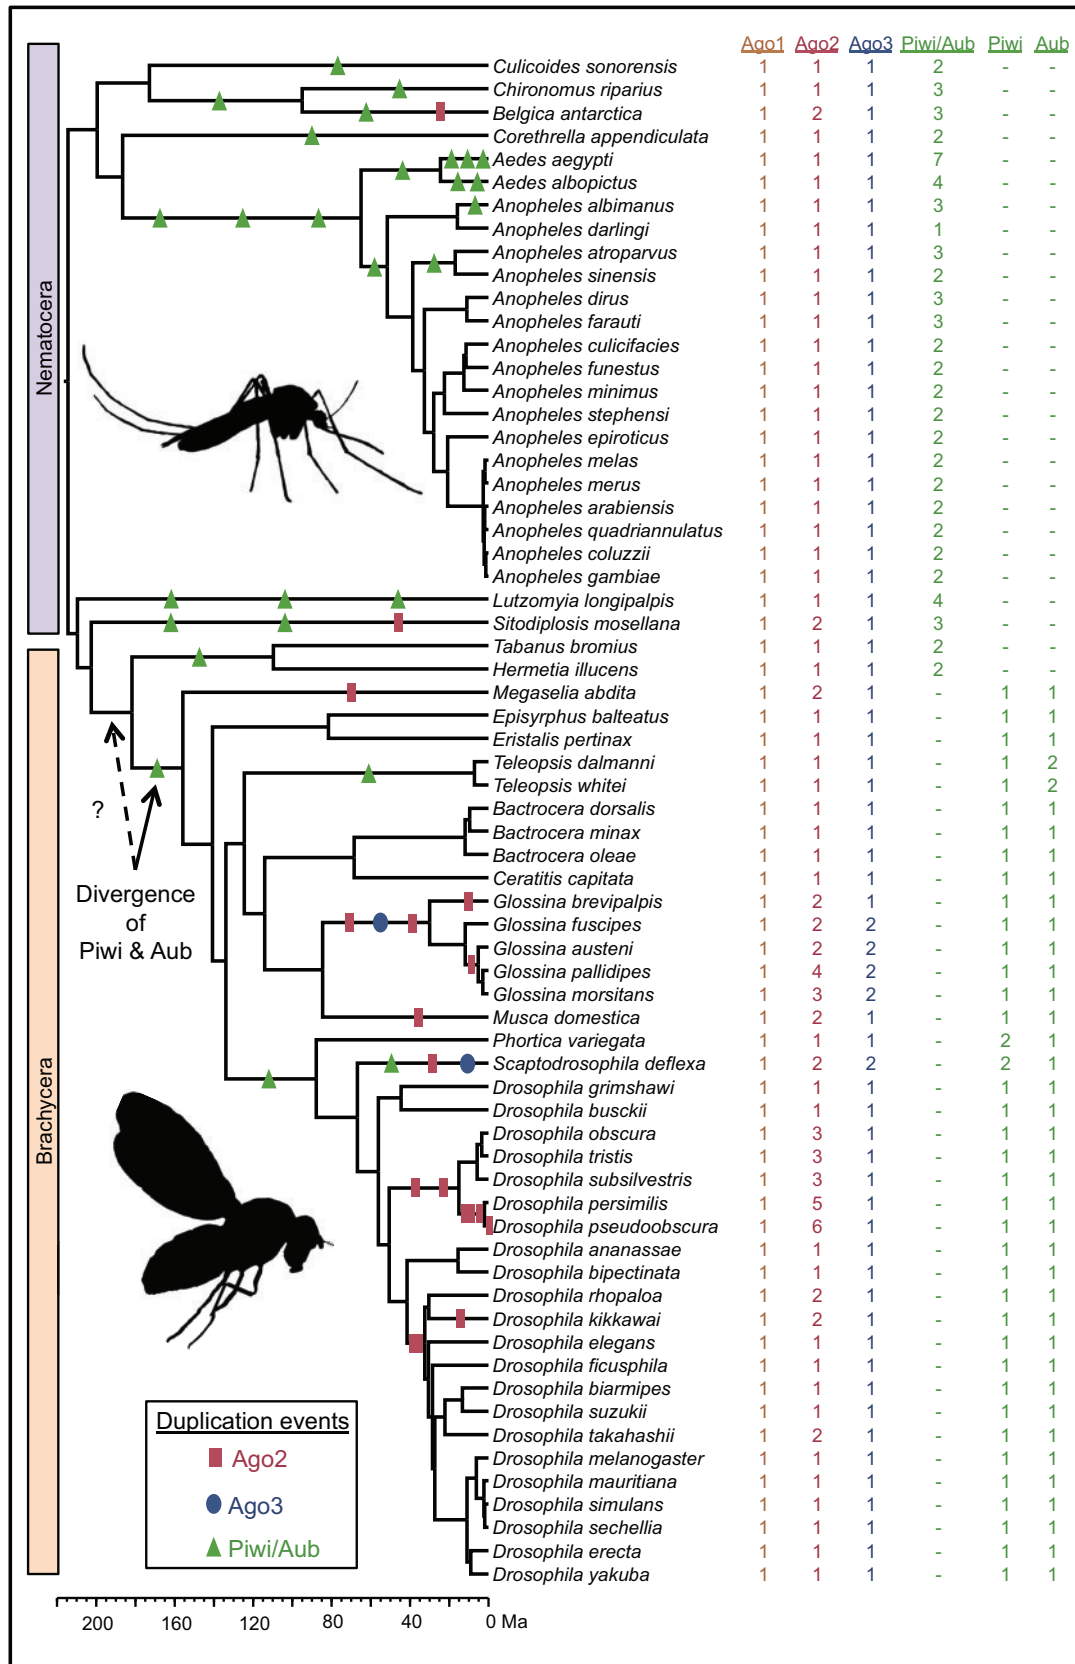 Ago1 Ago2 Ago3 Piwi/Aub Piwi Aub
Nematocera
Culicoides sonorensis 1 1 1 2 - -
Chironomus riparius 1 1 1 3 - -
Belgica antarctica 1 2 1 3 - -
Corethrella appendiculata 1 1 1 2 - -
Aedes aegypti 1 1 1 7 - -
Aedes albopictus 1 1 1 4 - -
Anopheles albimanus 1 1 1 3 - -
Anopheles darlingi 1 1 1 1 - -
Anopheles atroparvus 1 1 1 3 - -
Anopheles sinensis 1 1 1 2 - -
Anopheles dirus 1 1 1 3 - -
Anopheles farauti 1 1 1 3 - -
Anopheles culicifacies 1 1 1 2 - -
Anopheles funestus 1 1 1 2 - -
Anopheles minimus 1 1 1 2 - -
Anopheles stephensi 1 1 1 2 - -
Anopheles epiroticus 1 1 1 2 - -
Anopheles melas 1 1 1 2 - -
Anopheles merus 1 1 1 2 - -
Anopheles arabiensis 1 1 1 2 - -
Anopheles quadriannulatus 1 1 1 2 - -
Anopheles coluzzii 1 1 1 2 - -
Anopheles gambiae 1 1 1 2 - -
Lutzomyia longipalpis 1 1 1 4 - -
Sitodiplosis mosellana 1 2 1 3 - -
Brachycera
Tabanus bromius 1 1 1 2 - -
Hermetia illucens 1 1 1 2 - -
Megaselia abdita 1 2 1 - 1 1
Episyrphus balteatus 1 1 1 - 1 1
Eristalis pertinax 1 1 1 - 1 1
Teleopsis dalmanni 1 1 1 - 1 2
Teleopsis whitei 1 1 1 - 1 2
Bactrocera dorsalis 1 1 1 - 1 1
Bactrocera minax 1 1 1 - 1 1
Bactrocera oleae 1 1 1 - 1 1
Ceratitis capitata 1 1 1 - 1 1
Glossina brevipalpis 1 2 1 - 1 1
Glossina fuscipes 1 2 2 - 1 1
Glossina austeni 1 2 2 - 1 1
Glossina pallidipes 1 4 2 - 1 1
Glossina morsitans 1 3 2 - 1 1
Musca domestica 1 2 1 - 1 1
Phortica variegata 1 1 1 - 2 1
Scaptodrosophila deflexa 1 2 2 - 2 1
Drosophila grimshawi 1 1 1 - 1 1
Drosophila busckii 1 1 1 - 1 1
Drosophila obscura 1 3 1 - 1 1
Drosophila tristis 1 3 1 - 1 1
Drosophila subsilvestris 1 3 1 - 1 1
Drosophila persimilis 1 5 1 - 1 1
Drosophila pseudoobscura 1 6 1 - 1 1
Drosophila ananassae 1 1 1 - 1 1
Drosophila bipectinata 1 1 1 - 1 1
Drosophila rhopaloa 1 2 1 - 1 1
Drosophila kikkawai 1 2 1 - 1 1
Drosophila elegans 1 1 1 - 1 1
Drosophila ficusphila 1 1 1 - 1 1
Drosophila biarmipes 1 1 1 - 1 1
Drosophila suzukii 1 1 1 - 1 1
Drosophila takahashii 1 2 1 - 1 1
Drosophila melanogaster 1 1 1 - 1 1
Drosophila mauritiana 1 1 1 - 1 1
Drosophila simulans 1 1 1 - 1 1
Drosophila sechellia 1 1 1 - 1 1
Drosophila erecta 1 1 1 - 1 1
Drosophila yakuba 1 1 1 - 1 1
?
Divergence
of
Piwi & Aub
Duplication events
Ago2
Ago3
Piwi/Aub
200 160 120 80 40 0 Ma